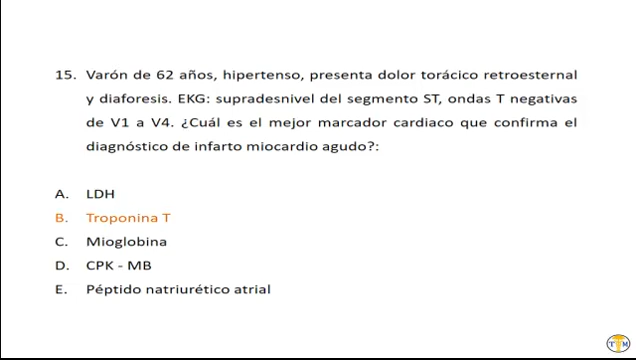 15. Varón de 62 años, hipertenso, presenta dolor torácico retroesternal
y diaforesis. EKG: supradesnivel del segmento ST, ondas T negativas
de V1 a V4. ¿Cuál es el mejor marcador cardiaco que confirma el
diagnóstico de infarto miocardio agudo?:
A. LDH
B. Troponina T
C. Mioglobina
D. CPK - MB
E. Péptido natriurético atrial
T M